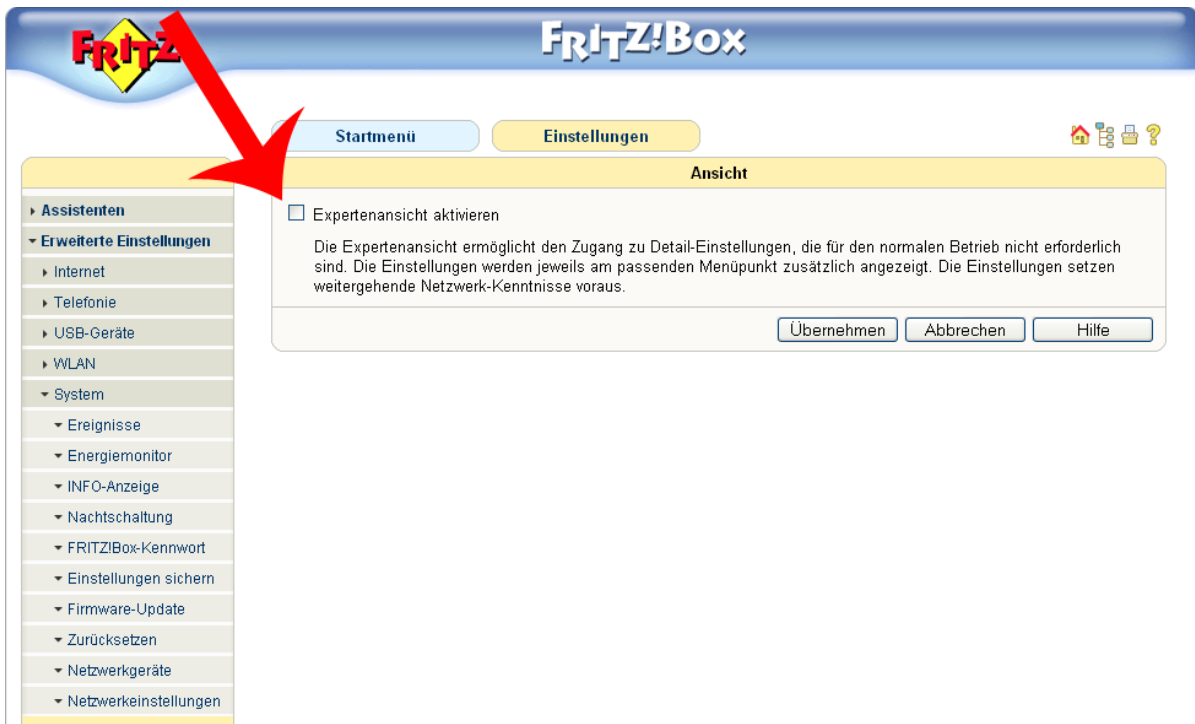 FRITZ!
FRITZ!BOX
Startmenü
Einstellungen
Ansicht
Assistenten
Erweiterte Einstellungen
Internet
Telefonie
USB-Geräte
WLAN
System
Ereignisse
Energiemonitor
INFO-Anzeige
Nachtschaltung
FRITZ!Box-Kennwort
Einstellungen sichern
Firmware-Update
Zurücksetzen
Netzwerkgeräte
Netzwerkeinstellungen
Expertenansicht aktivieren
Die Expertenansicht ermöglicht den Zugang zu Detail-Einstellungen, die für den normalen Betrieb nicht erforderlich
sind. Die Einstellungen werden jeweils am passenden Menüpunkt zusätzlich angezeigt. Die Einstellungen setzen
weitergehende Netzwerk-Kenntnisse voraus.
Übernehmen
Abbrechen
Hilfe